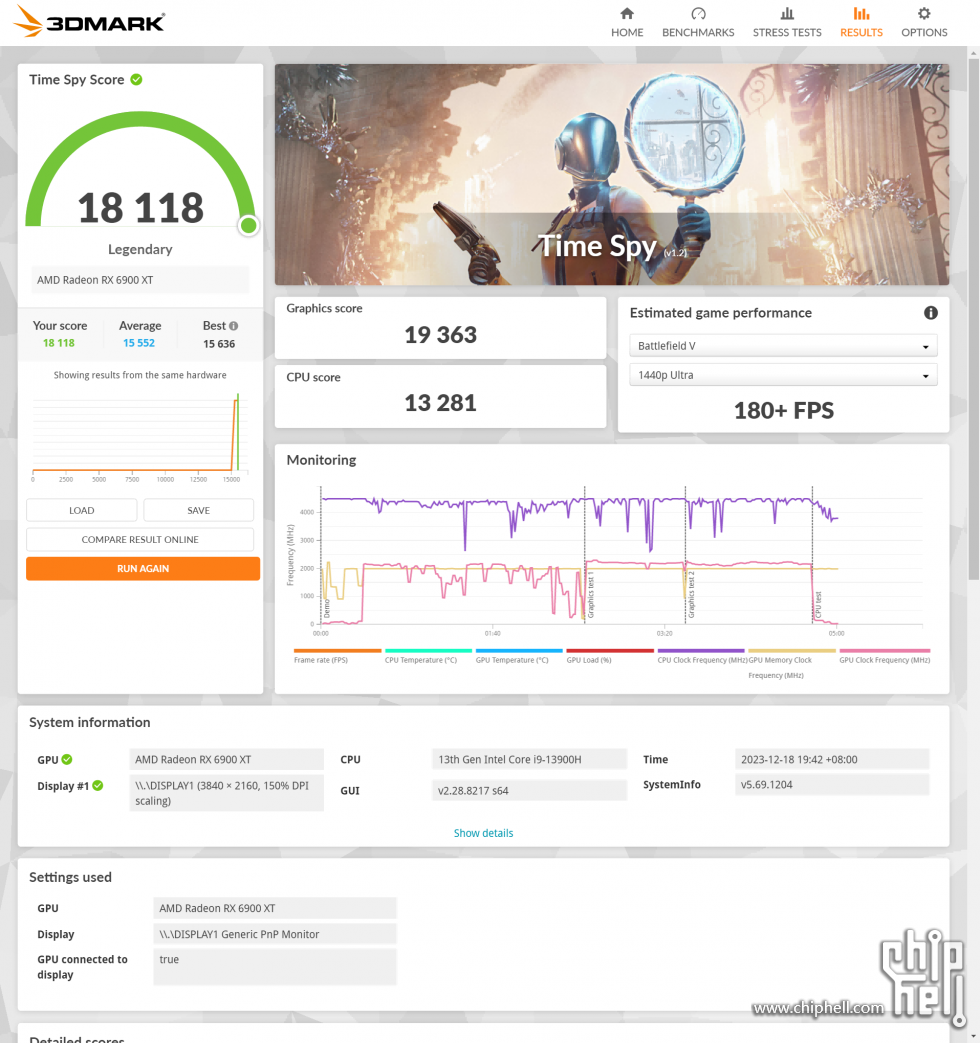 3DMARK
HOME
BENCHMARKS
STRESS TESTS
RESULTS
OPTIONS
Time Spy Score
18 118
Legendary
AMD Radeon RX 6900 XT
Your score
Average
Best
18 118
15 552
15 636
Showing results from the same hardware
0 2500 5000 7500 10000 12500 15000
LOAD
SAVE
COMPARE RESULT ONLINE
RUN AGAIN
Time Spy (v1.2)
Graphics score
19 363
CPU score
13 281
Estimated game performance
Battlefield V
1440p Ultra
180+ FPS
Monitoring
Frequency (MHz)
4000
3000
2000
1000
0
Demo
Graphics test 1
Graphics test 2
CPU test
00:00 01:40 03:20 05:00
Frame rate (FPS)
CPU Temperature (°C)
GPU Temperature (°C)
GPU Load (%)
CPU Clock Frequency (MHz)
GPU Memory Clock
Frequency (MHz)
GPU Clock Frequency (MHz)
System information
GPU
AMD Radeon RX 6900 XT
Display #1
\\.\DISPLAY1 (3840 × 2160, 150% DPI
scaling)
CPU
13th Gen Intel Core i9-13900H
GUI
v2.28.8217 s64
Time
2023-12-18 19:42 +08:00
SystemInfo
v5.69.1204
Show details
Settings used
GPU
AMD Radeon RX 6900 XT
Display
\\.\DISPLAY1 Generic PnP Monitor
GPU connected to
display
true
Detailed scores
www.chiphell.com
chip
hell